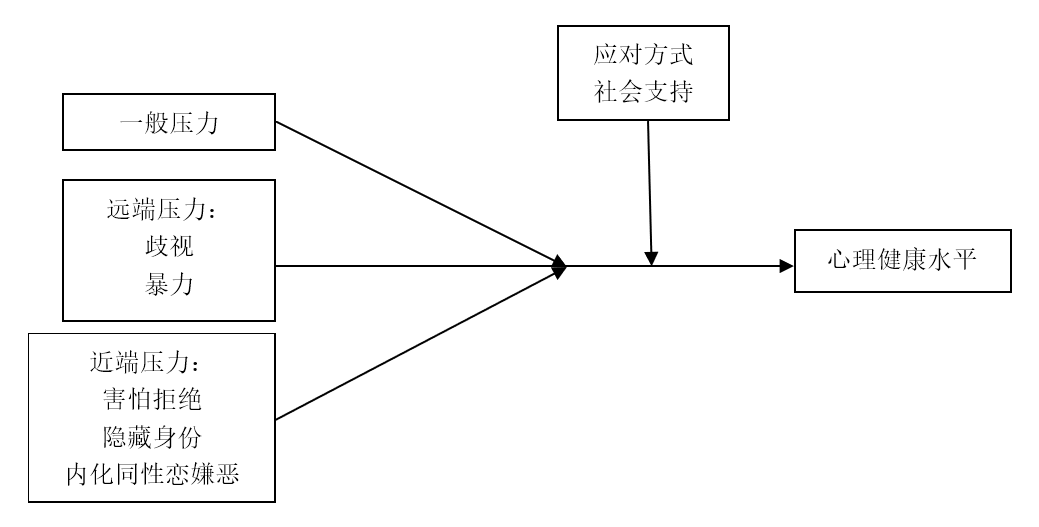 应对方式
社会支持
一般压力
远端压力：
歧视
暴力
心理健康水平
近端压力：
害怕拒绝
隐藏身份
内化同性恋嫌恶